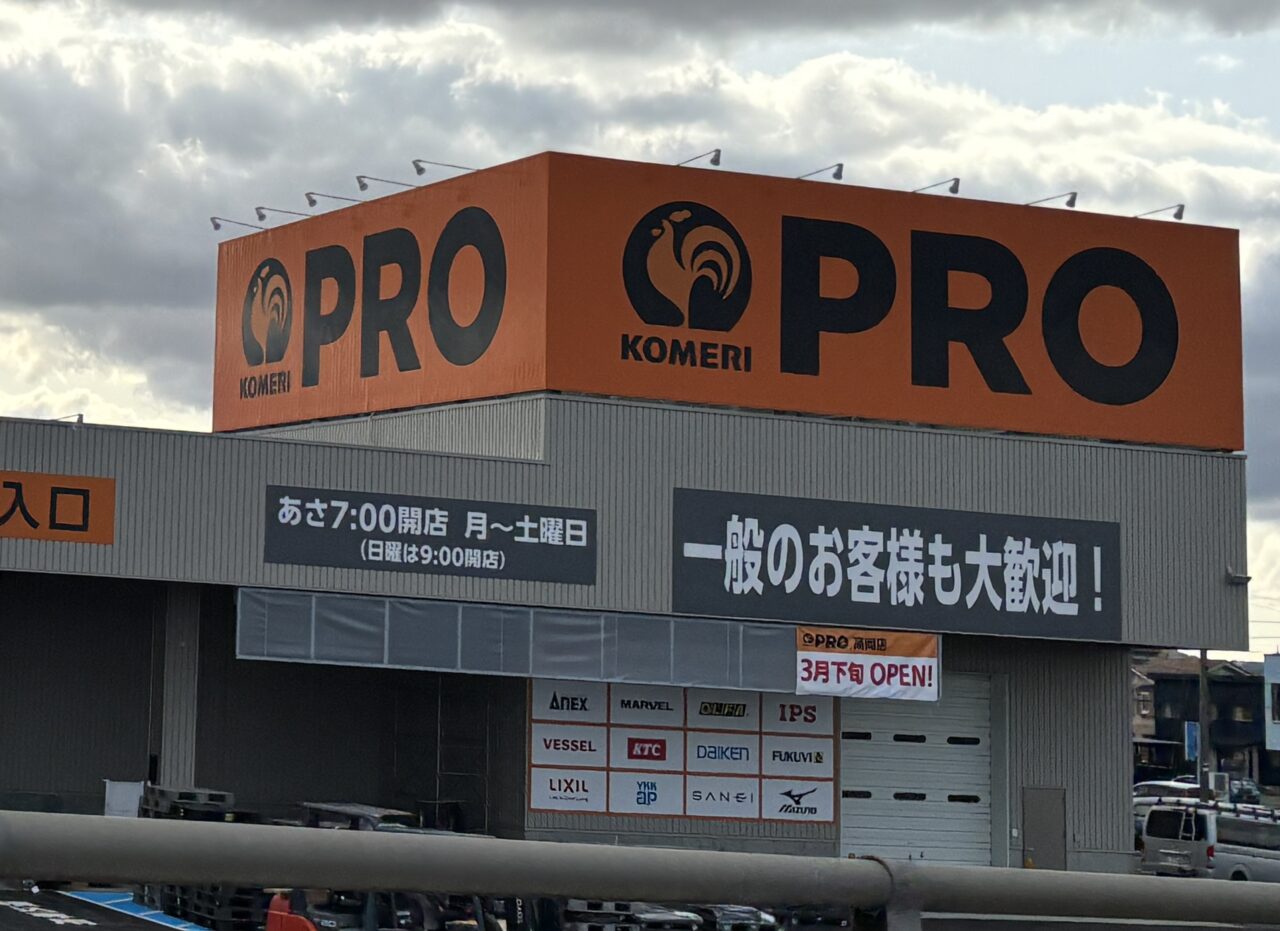 PRO
KOMERI
PRO
KOMERI
入口
あさ7:00開店 月～土曜日
(日曜は9:00開店)
一般のお客様も大歓迎！
PRO 高岡店
3月下旬 OPEN!
ANEX MARVEL OLFA IPS
VESSEL KTC DAIKEN FUKUVI
LIXIL YKK ap SANEI MIZUNO